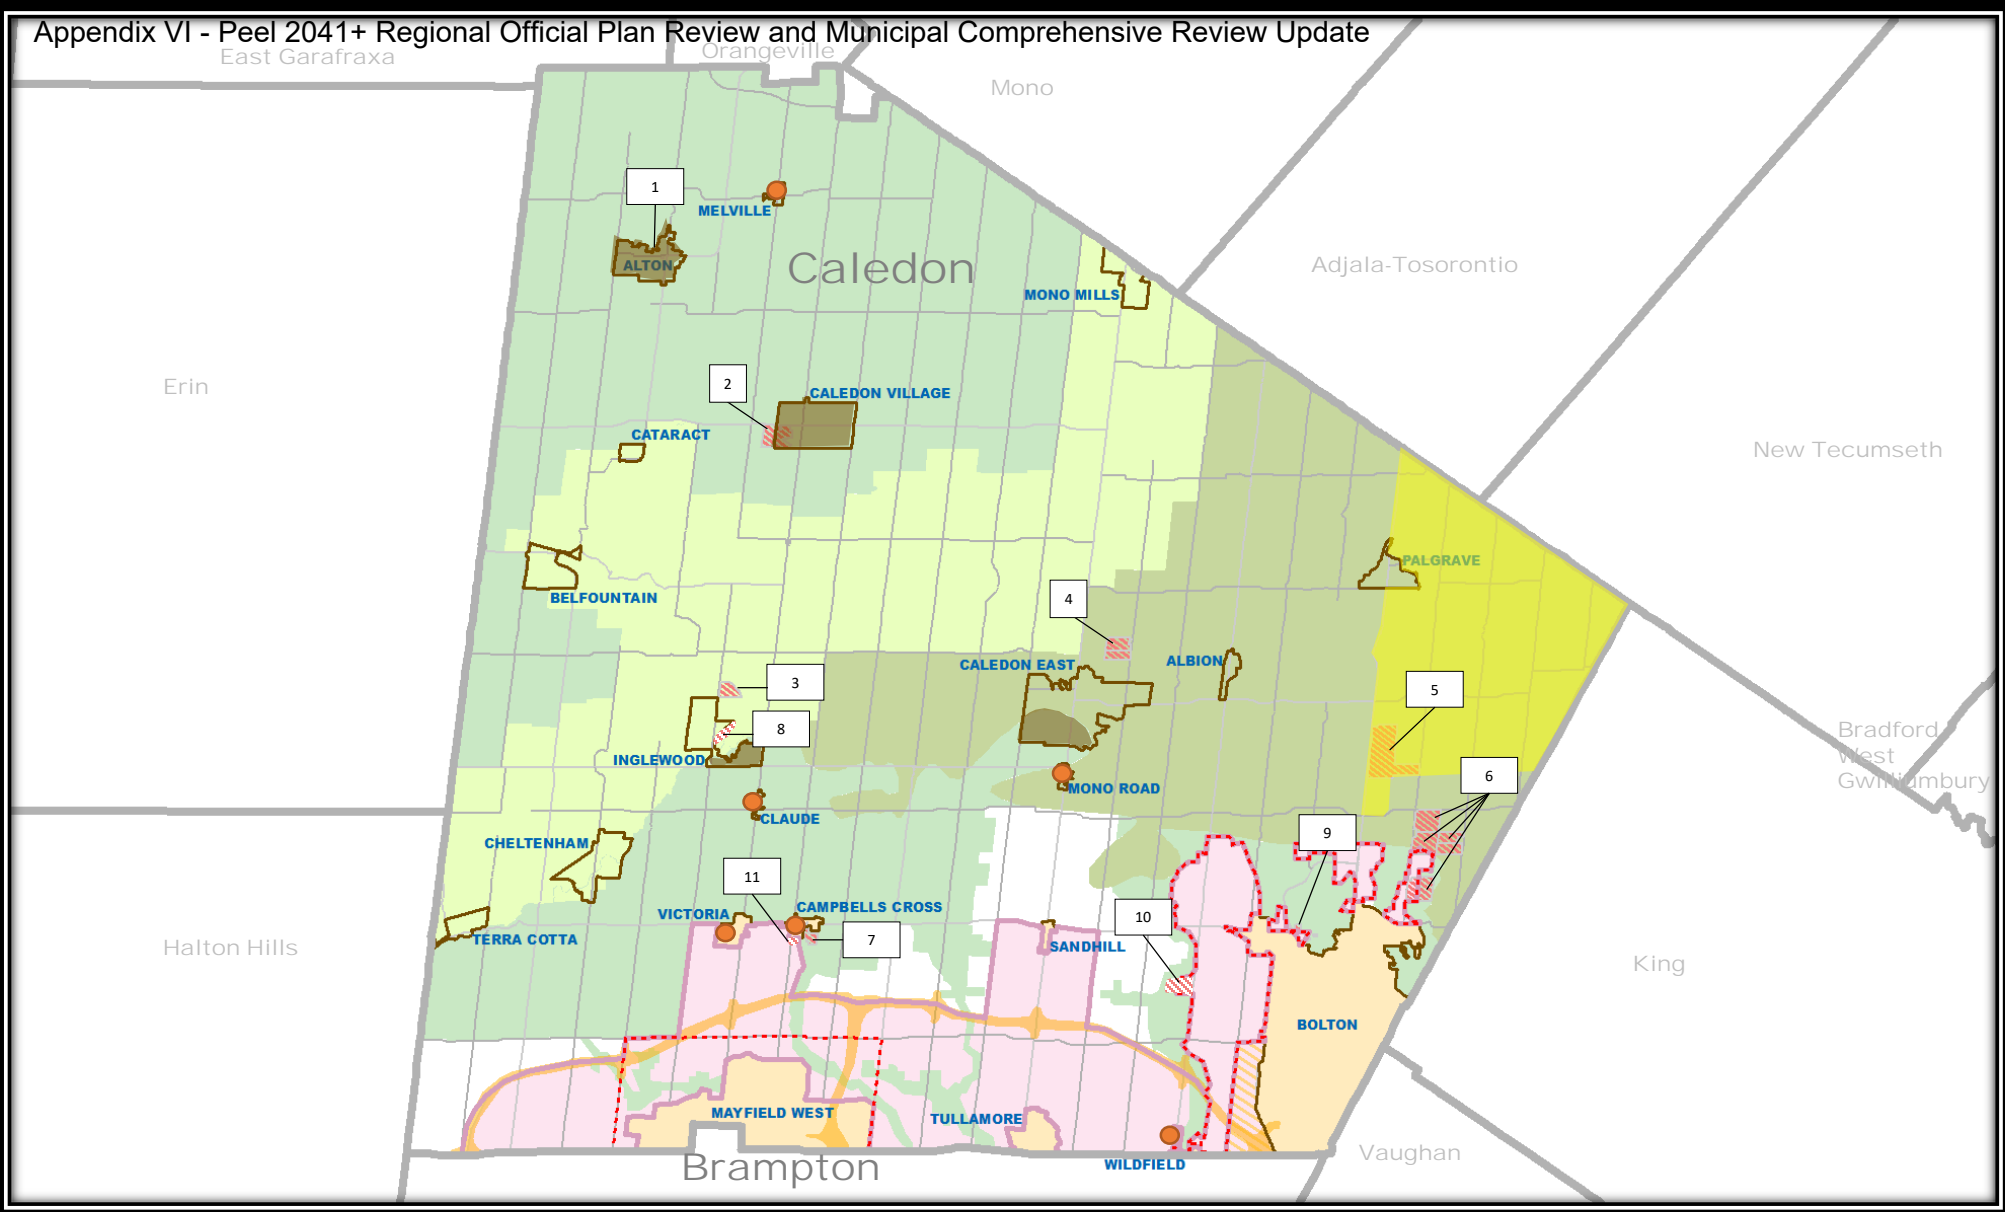 Appendix VI - Peel 2041+ Regional Official Plan Review and Municipal Comprehensive Review Update
East Garafraxa
Orangeville
Mono
1
MELVILLE
ALTON
Caledon
Adjala-Tosorontio
MONO MILLS
Erin
2
CALEDON VILLAGE
CATARACT
New Tecumseth
PALGRAVE
BELFOUNTAIN
4
CALEDON EAST
ALBION
3
5
8
Bradford
West
Gwillimbury
INGLEWOOD
6
MONO ROAD
CLAUDE
9
CHELTENHAM
11
CAMPBELLS CROSS
VICTORIA
10
7
TERRA COTTA
SANDHILL
Halton Hills
King
BOLTON
MAYFIELD WEST
TULLAMORE
Vaughan
WILDFIELD
Brampton